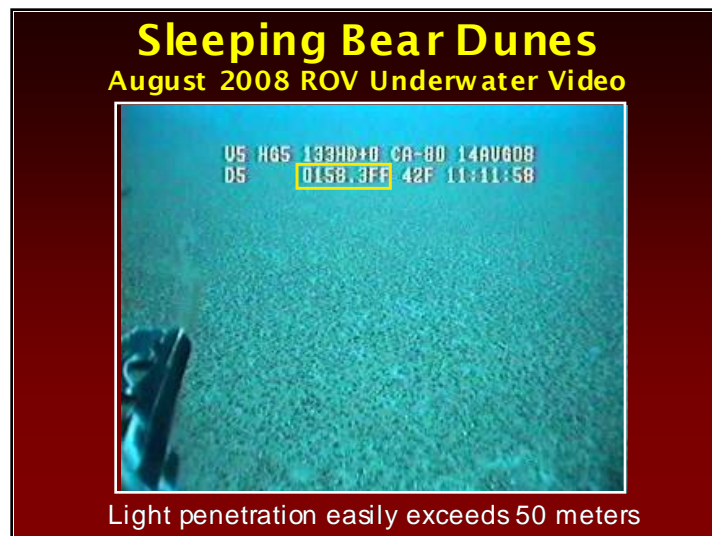 Sleeping Bear Dunes
August 2008 ROV Underwater Video
V5 HG5 133HD+0 CA-80 14AUG08
D5 0158.3FF 42F 11:11:58
Light penetration easily exceeds 50 meters